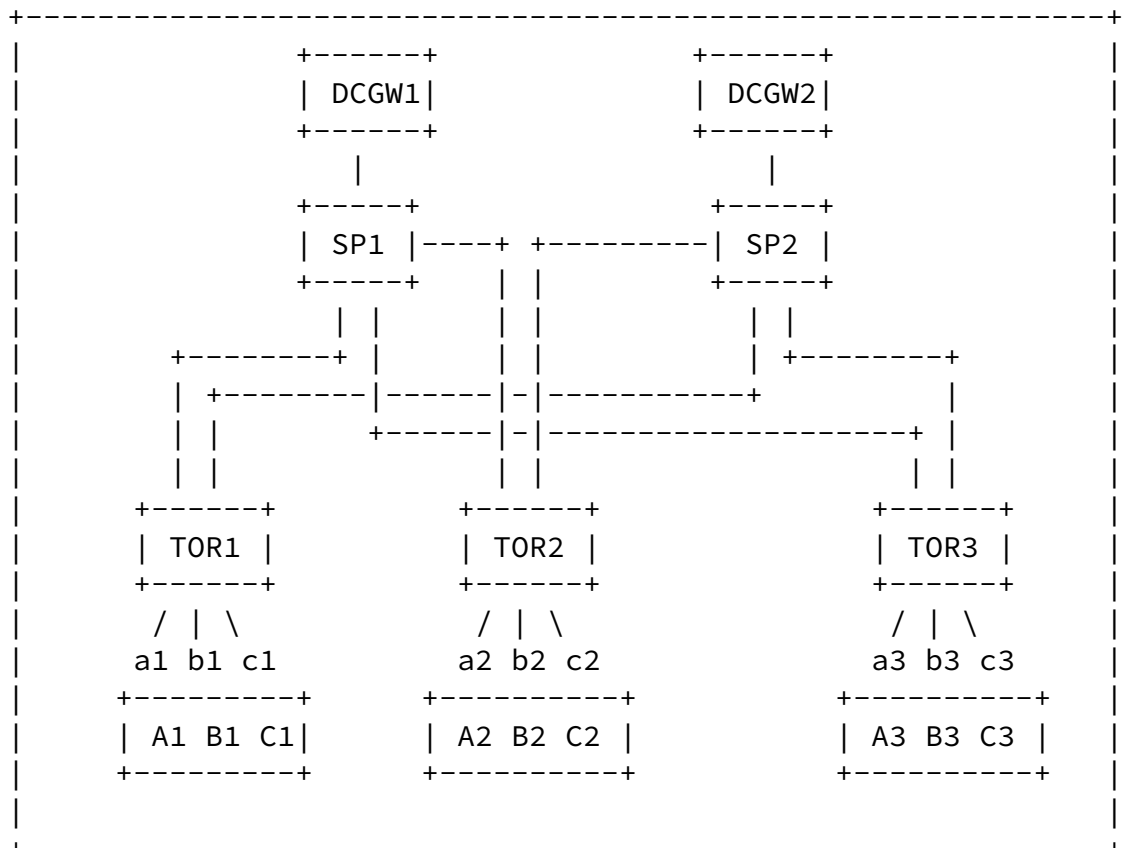 DCGW1 DCGW2
SP1 SP2
TOR1 TOR2 TOR3
a1 b1 c1 a2 b2 c2 a3 b3 c3
A1 B1 C1 A2 B2 C2 A3 B3 C3